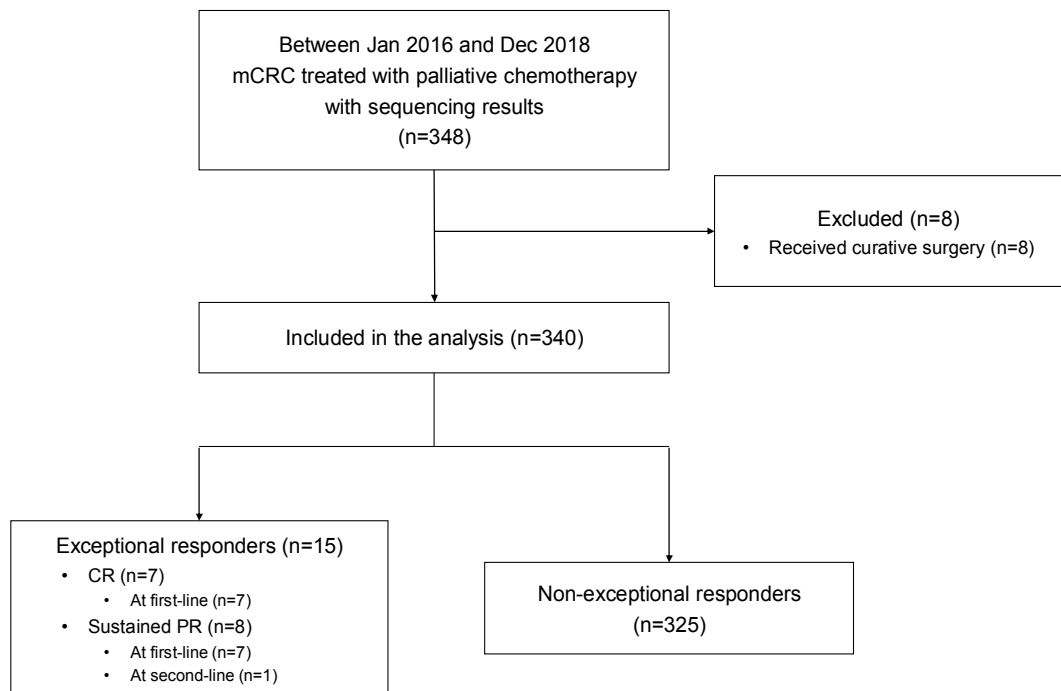 Between Jan 2016 and Dec 2018
mCRC treated with palliative chemotherapy
with sequencing results
(n=348)
Excluded (n=8)
• Received curative surgery (n=8)
Included in the analysis (n=340)
Exceptional responders (n=15)
• CR (n=7)
• At first-line (n=7)
• Sustained PR (n=8)
• At first-line (n=7)
• At second-line (n=1)
Non-exceptional responders
(n=325)